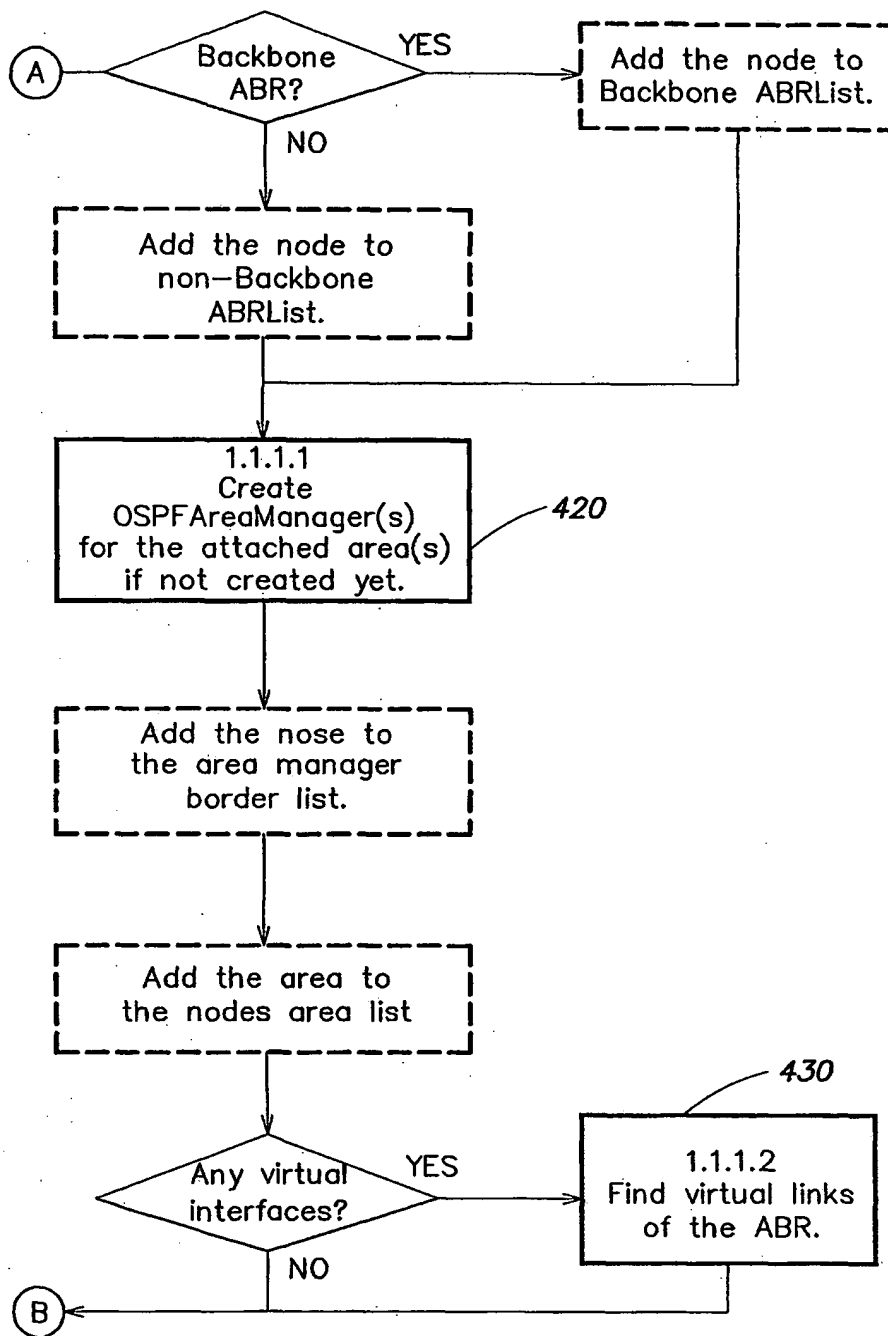 A
Backbone
ABR?
YES
Add the node to
Backbone ABRList.
NO
Add the node to
non-Backbone
ABRList.
1.1.1.1
Create
OSPFAreaManager(s)
for the attached area(s)
if not created yet.
420
Add the nose to
the area manager
border list.
Add the area to
the nodes area list
430
Any virtual
interfaces?
YES
1.1.1.2
Find virtual links
of the ABR.
NO
B